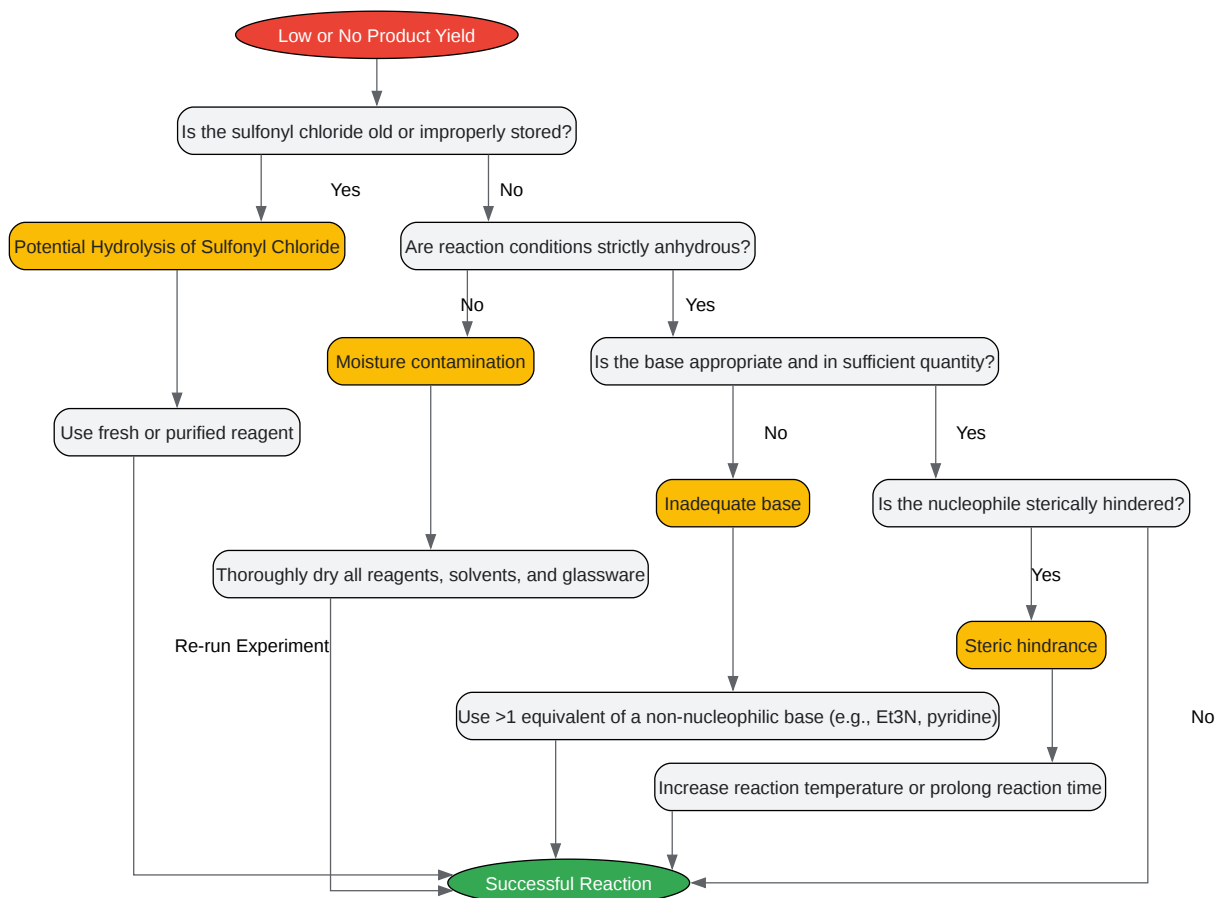 Low or No Product Yield
Is the sulfonyl chloride old or improperly stored?
Yes
No
Potential Hydrolysis of Sulfonyl Chloride
Are reaction conditions strictly anhydrous?
No
Yes
Moisture contamination
Is the base appropriate and in sufficient quantity?
Use fresh or purified reagent
No
Yes
Inadequate base
Is the nucleophile sterically hindered?
Thoroughly dry all reagents, solvents, and glassware
Yes
Re-run Experiment
Steric hindrance
Use >1 equivalent of a non-nucleophilic base (e.g., Et3N, pyridine)
No
Increase reaction temperature or prolong reaction time
Successful Reaction